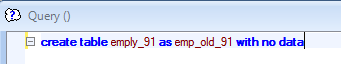 Query ()
create table emply_91 as emp_old_91 with no data